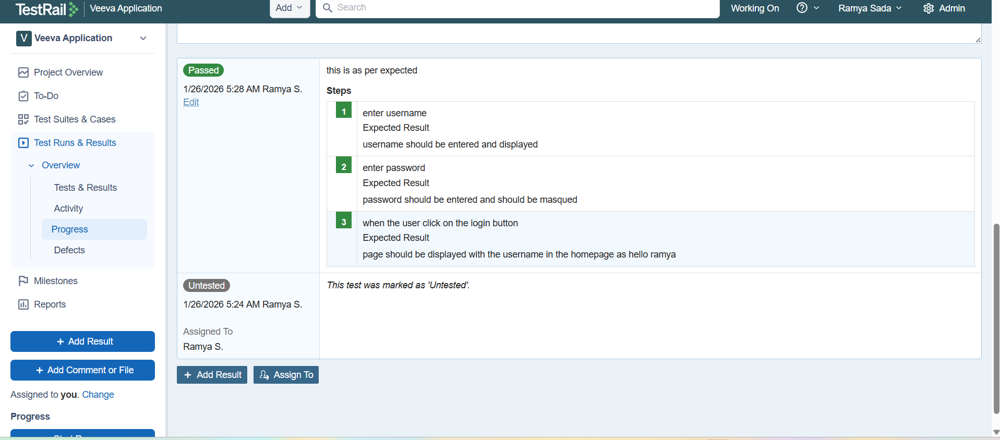 TestRail
Veeva Application
Add
Search
Working On
Ramya Sada
Admin
V Veeva Application
Project Overview
To-Do
Test Suites & Cases
Test Runs & Results
Overview
Tests & Results
Activity
Progress
Defects
Milestones
Reports
+ Add Result
+ Add Comment or File
Assigned to you. Change
Progress
Passed
1/26/2026 5:28 AM Ramya S.
Edit
this is as per expected
Steps
1
enter username
Expected Result
username should be entered and displayed
2
enter password
Expected Result
password should be entered and should be masqued
3
when the user click on the login button
Expected Result
page should be displayed with the username in the homepage as hello ramya
Untested
1/26/2026 5:24 AM Ramya S.
Assigned To
Ramya S.
This test was marked as 'Untested'.
+ Add Result
Assign To